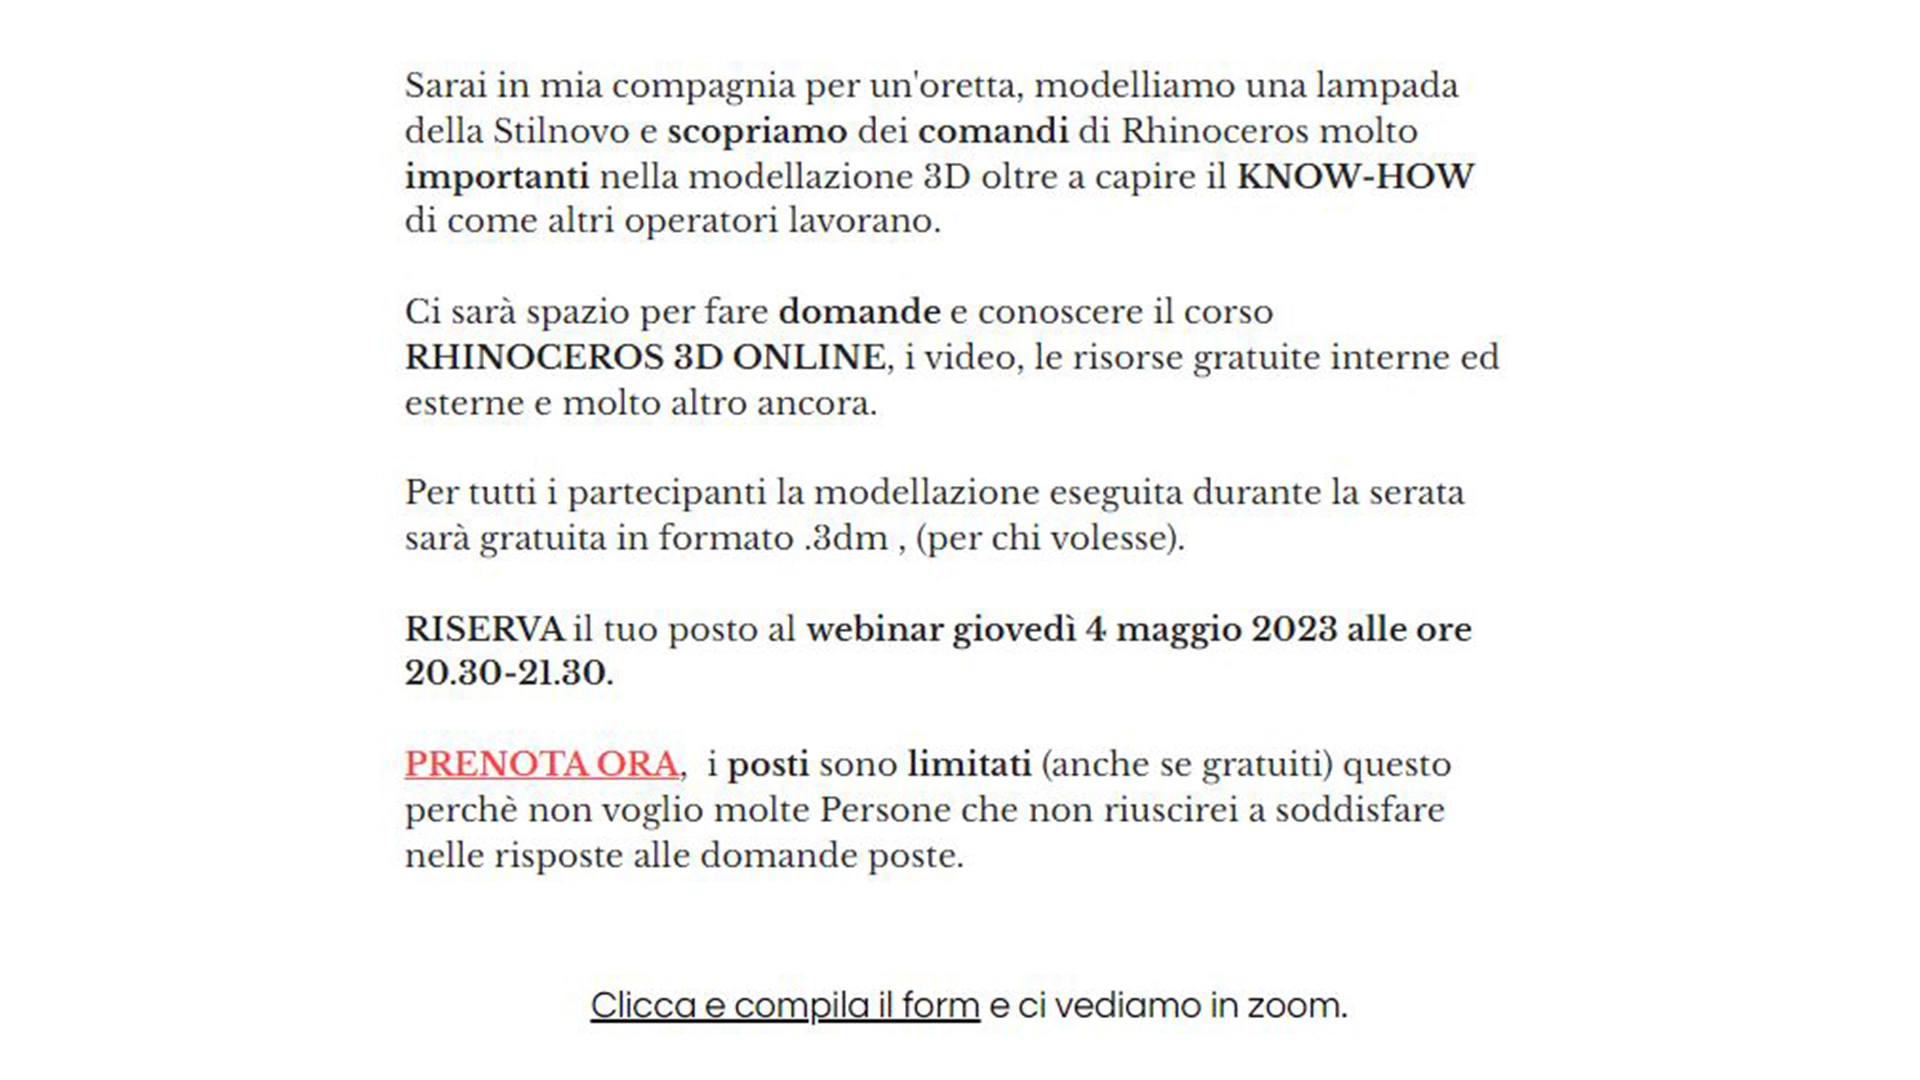 Sarai in mia compagnia per un'oretta, modelliamo una lampada
della Stilnovo e scopriamo dei comandi di Rhinoceros molto
importanti nella modellazione 3D oltre a capire il KNOW-HOW
di come altri operatori lavorano.
Ci sarà spazio per fare domande e conoscere il corso
RHINOCEROS 3D ONLINE, i video, le risorse gratuite interne ed
esterne e molto altro ancora.
Per tutti i partecipanti la modellazione eseguita durante la serata
sarà gratuita in formato .3dm , (per chi volesse).
RISERVA il tuo posto al webinar giovedì 4 maggio 2023 alle ore
20.30-21.30.
PRENOTA ORA,  i posti sono limitati (anche se gratuiti) questo
perchè non voglio molte Persone che non riuscirei a soddisfare
nelle risposte alle domande poste.
Clicca e compila il form e ci vediamo in zoom.